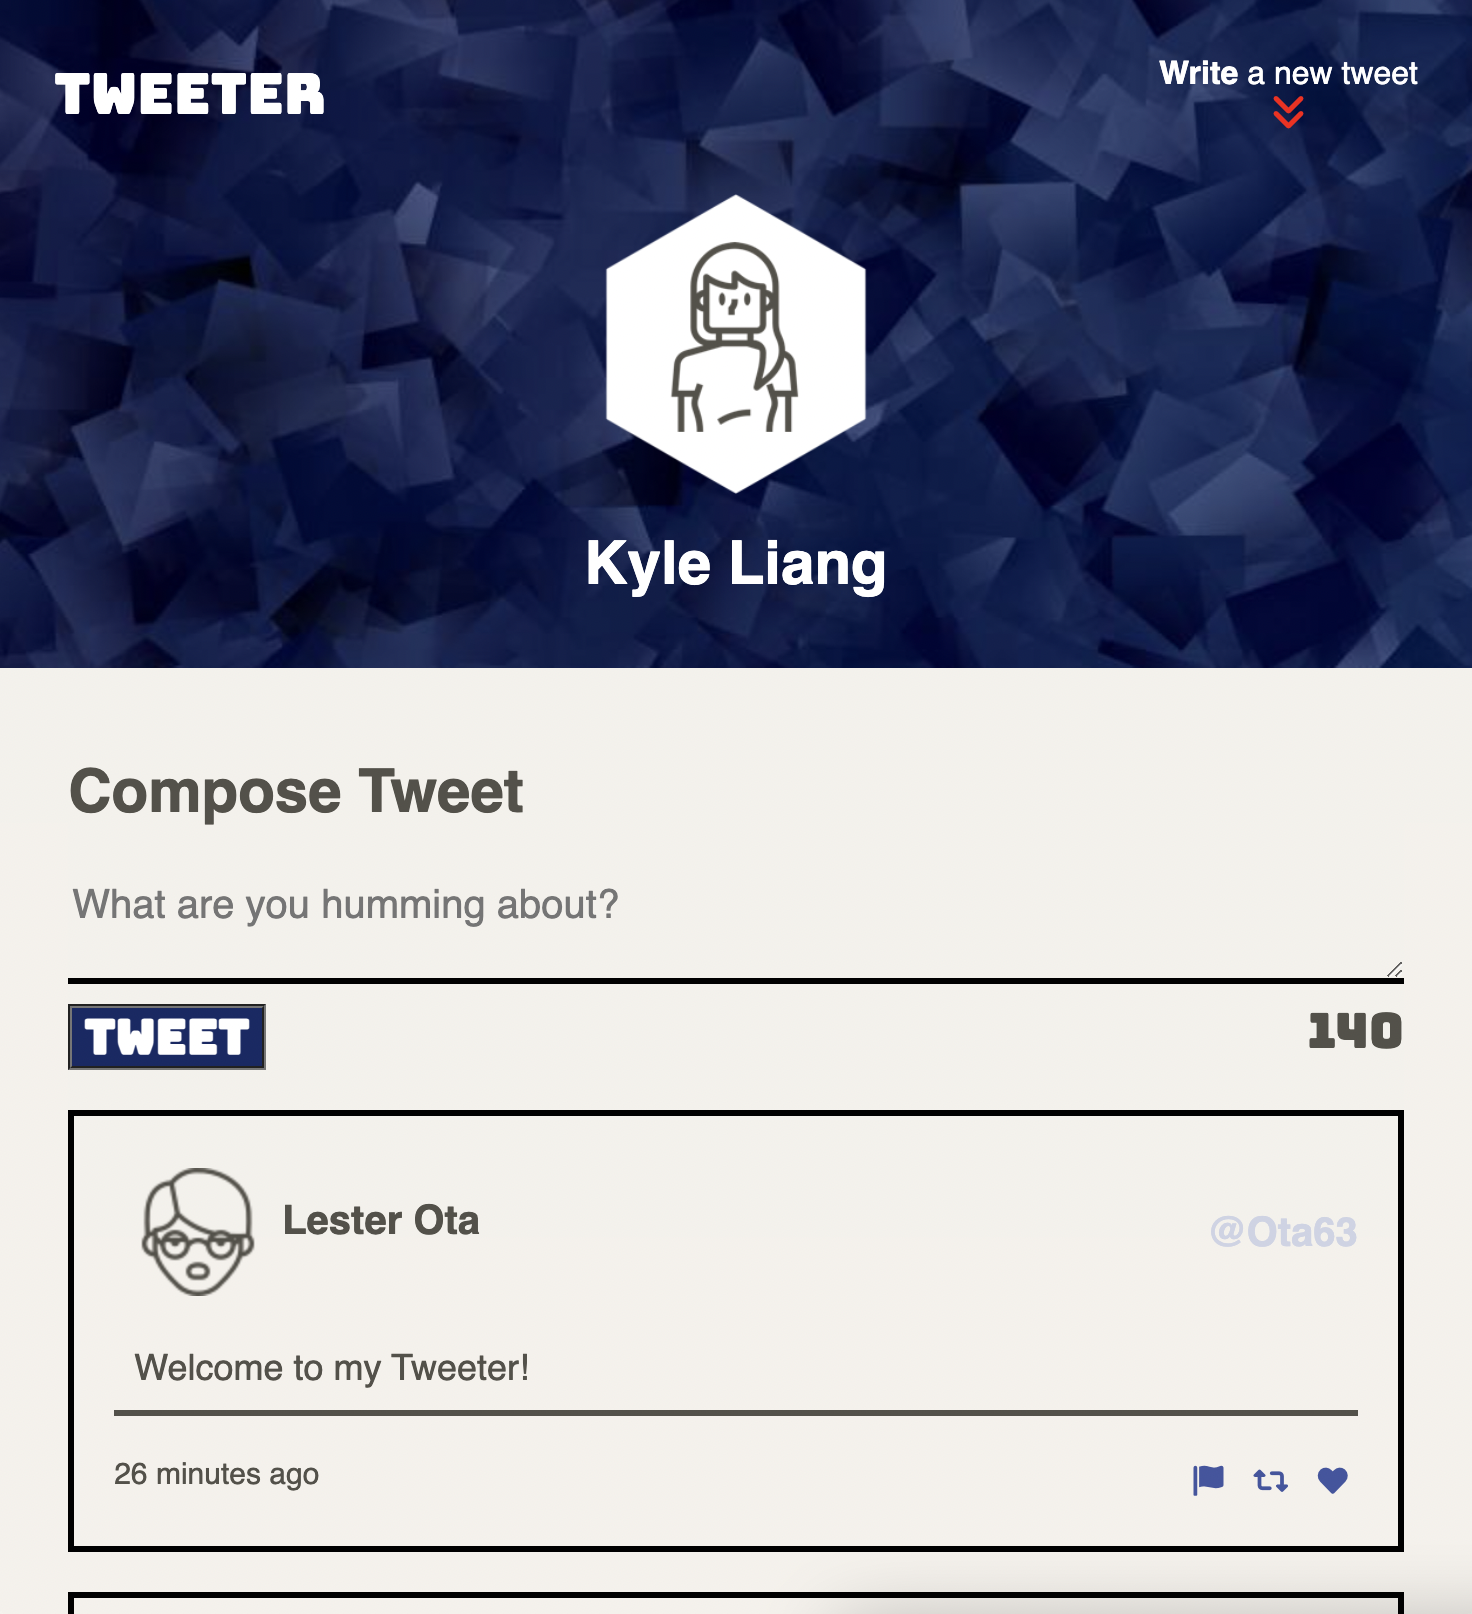 TWEETER
Write a new tweet
Kyle Liang
Compose Tweet
What are you humming about?
TWEET
140
Lester Ota
@Ota63
Welcome to my Tweeter!
26 minutes ago